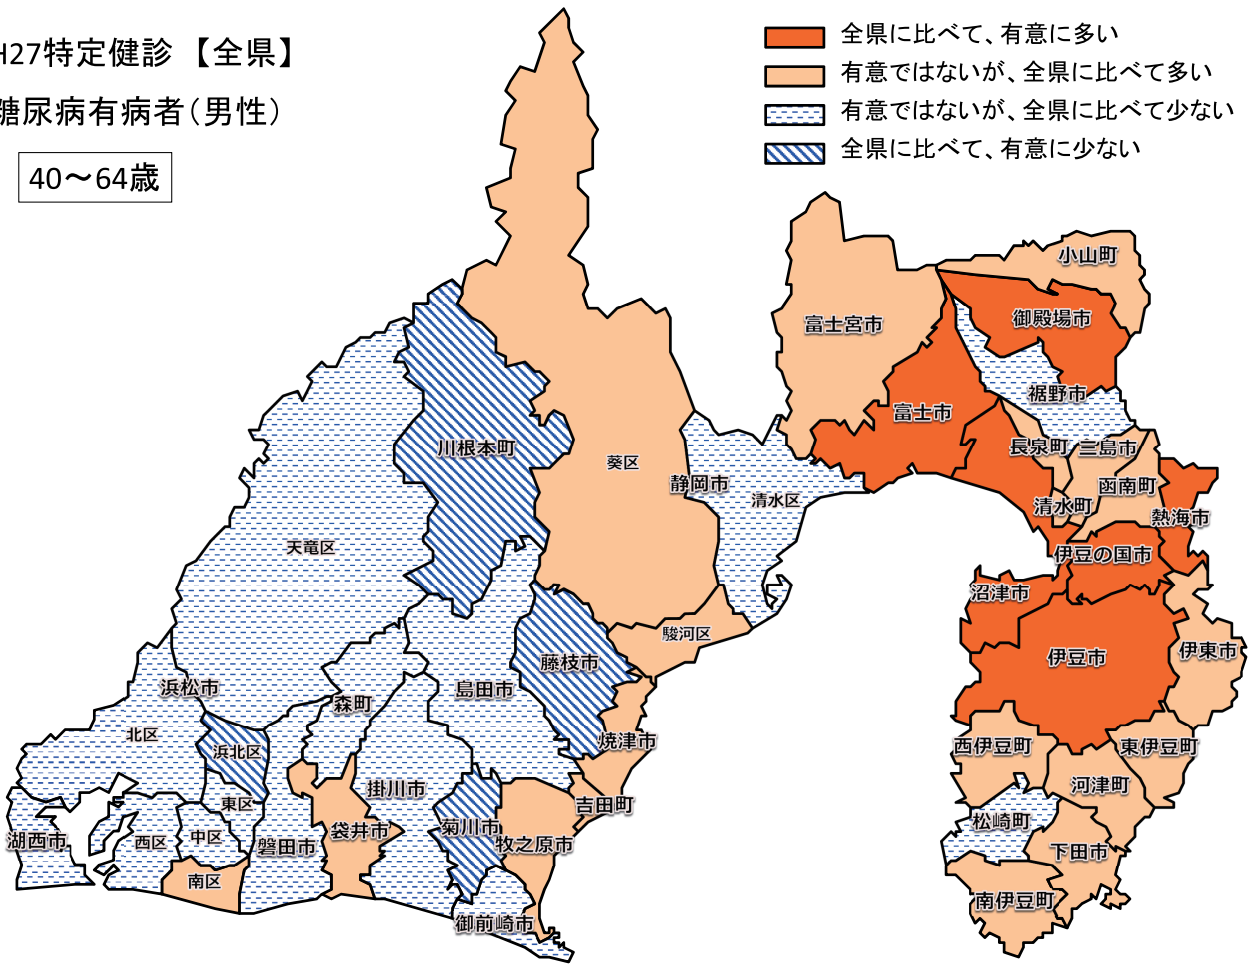 H27特定健診 【全県】
糖尿病有病者(男性)
40～64歳
全県に比べて、有意に多い
有意ではないが、全県に比べて多い
有意ではないが、全県に比べて少ない
全県に比べて、有意に少ない
小山町
御殿場市
富士宮市
裾野市
富士市
長泉町
三島市
川根本町
葵区
静岡市
清水区
函南町
清水町
熱海市
天竜区
伊豆の国市
沼津市
駿河区
伊豆市
伊東市
藤枝市
浜松市
島田市
森町
北区
浜北区
焼津市
西伊豆町
東伊豆町
河津町
掛川市
東区
吉田町
松崎町
湖西市
西区
中区
磐田市
袋井市
菊川市
牧之原市
下田市
南区
南伊豆町
御前崎市